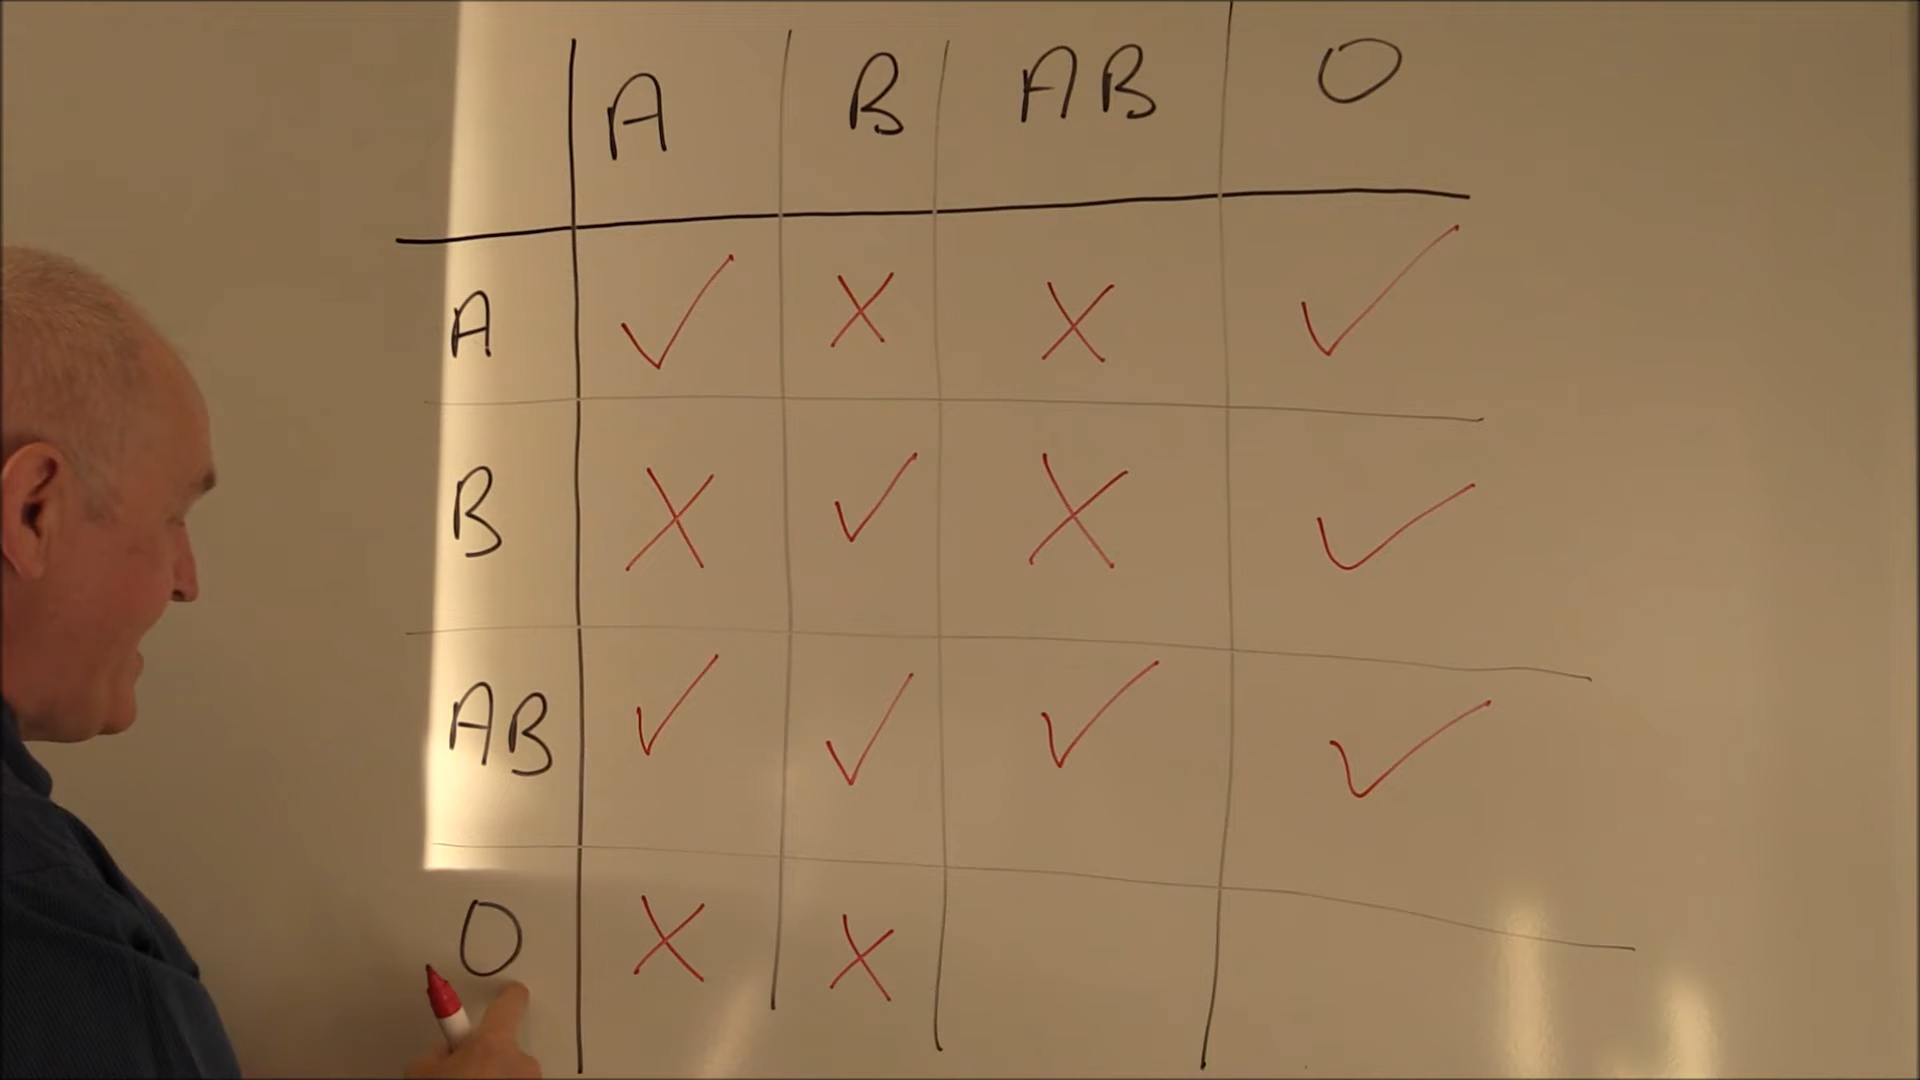 A B AB O
A ✓ X X ✓
B X ✓ X ✓
AB ✓ ✓ ✓ ✓
O X X